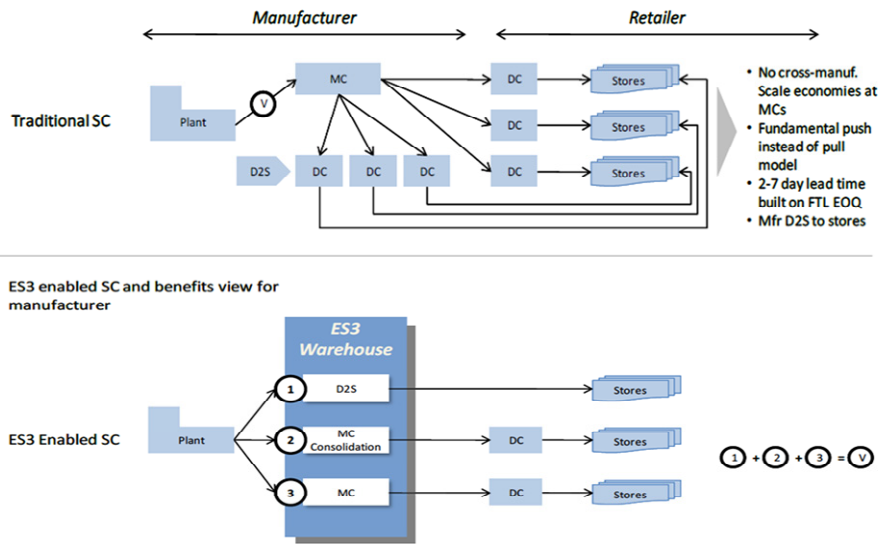 Manufacturer
Retailer
Traditional SC
Plant
V
MC
DC
Stores
DC
Stores
D2S
DC
DC
DC
DC
Stores
• No cross-manuf.
Scale economies at
MCs
• Fundamental push
instead of pull
model
• 2-7 day lead time
built on FTL EOQ
• Mfr D2S to stores
ES3 enabled SC and benefits view for
manufacturer
ES3
Warehouse
ES3 Enabled SC
Plant
1
D2S
Stores
2
MC
Consolidation
DC
Stores
3
MC
DC
Stores
1 + 2 + 3 = V